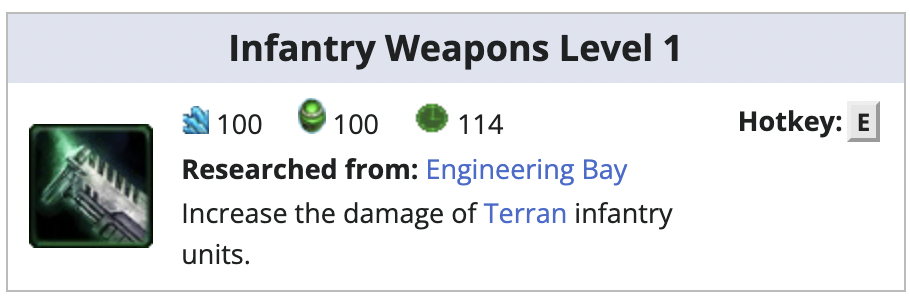 Infantry Weapons Level 1
100 100 114 Hotkey: E
Researched from: Engineering Bay
Increase the damage of Terran infantry
units.